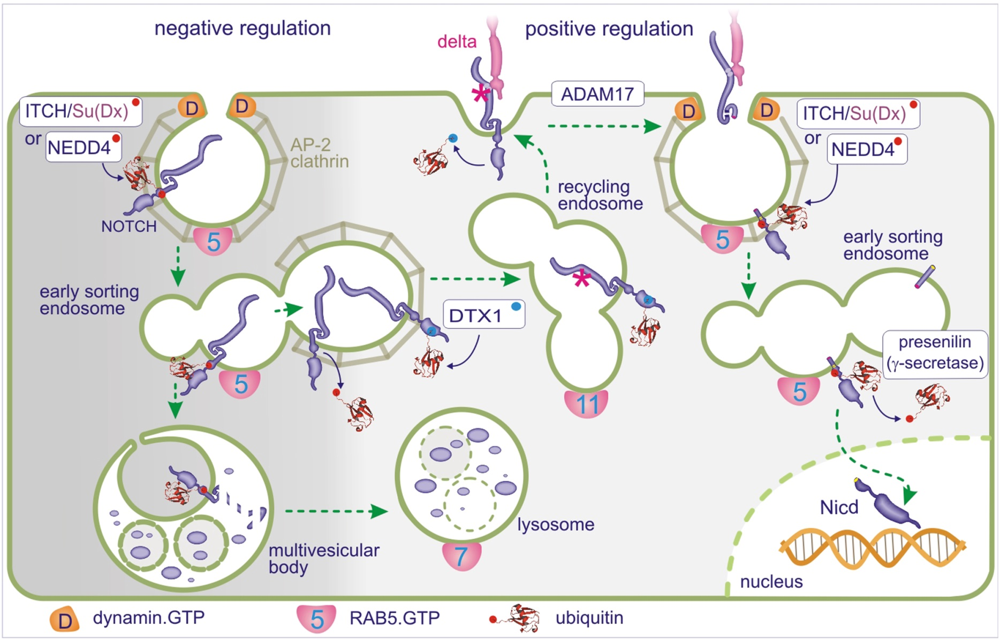 negative regulation
positive regulation
delta
*
ADAM17
ITCH/Su(Dx)
or
NEDD4
D
D
D
D
ITCH/Su(Dx)
or
NEDD4
AP-2
clathrin
NOTCH
5
recycling
endosome
5
early sorting
endosome
early sorting
endosome
*
DTX1
presenilin
(γ-secretase)
5
5
11
Nicd
lysosome
multivesicular
body
7
nucleus
D dynamin.GTP
5 RAB5.GTP
ubiquitin